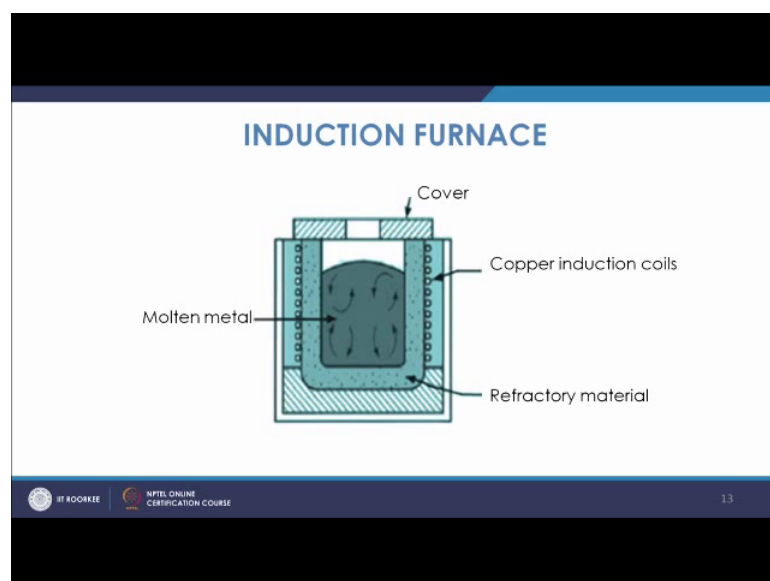 INDUCTION FURNACE
Cover
Copper induction coils
Molten metal
Refractory material
IIT ROORKEE
NPTEL ONLINE
CERTIFICATION COURSE
13